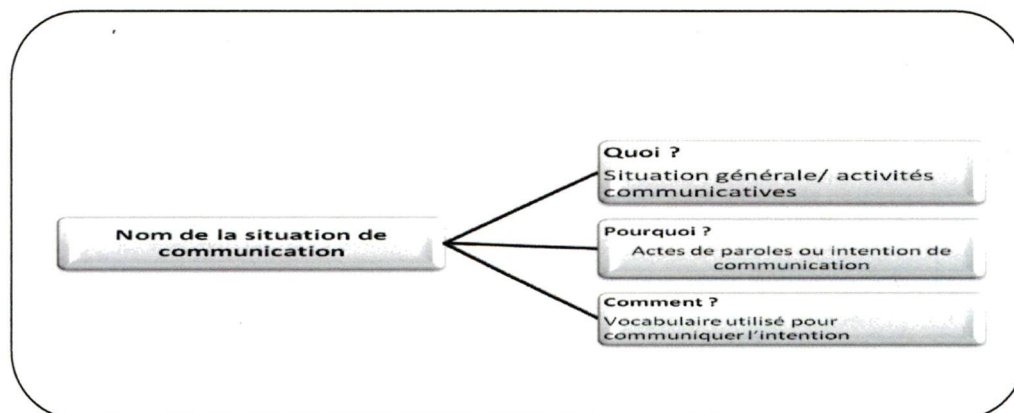 Nom de la situation de
communication
Quoi ?
Situation générale/ activités
communicatives
Pourquoi ?
Actes de paroles ou intention de
communication
Comment ?
Vocabulaire utilisé pour
communiquer l'intention